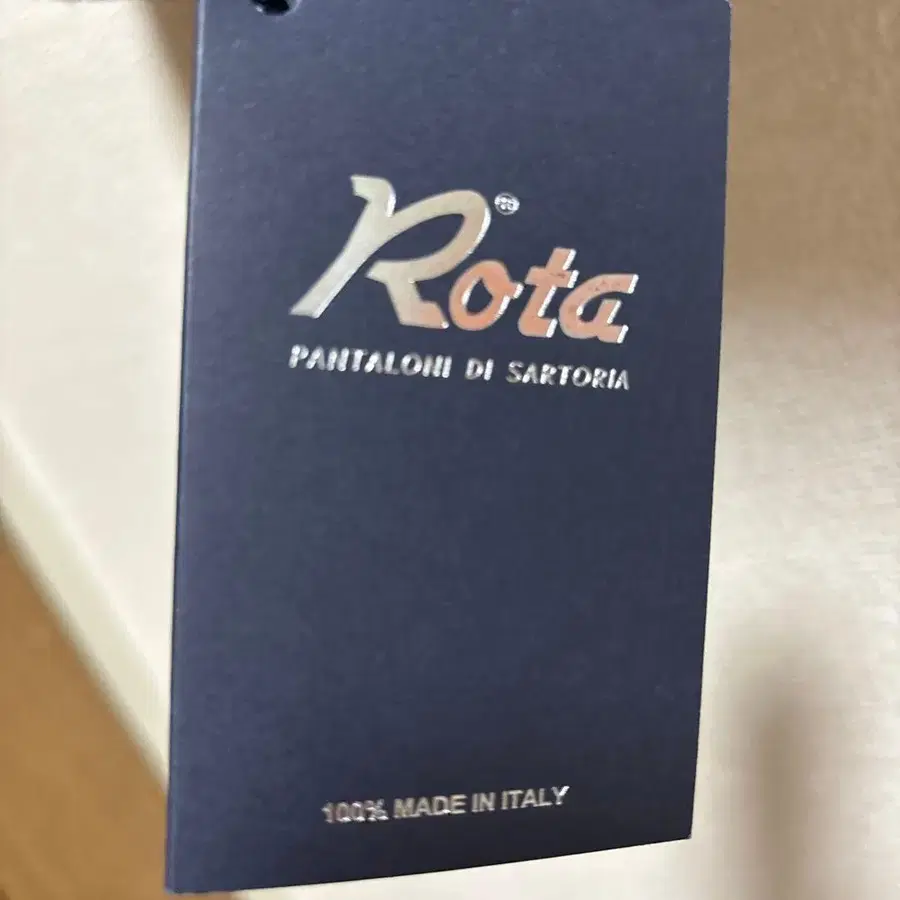 Rota®
PANTALONI DI SARTORIA
100% MADE IN ITALY